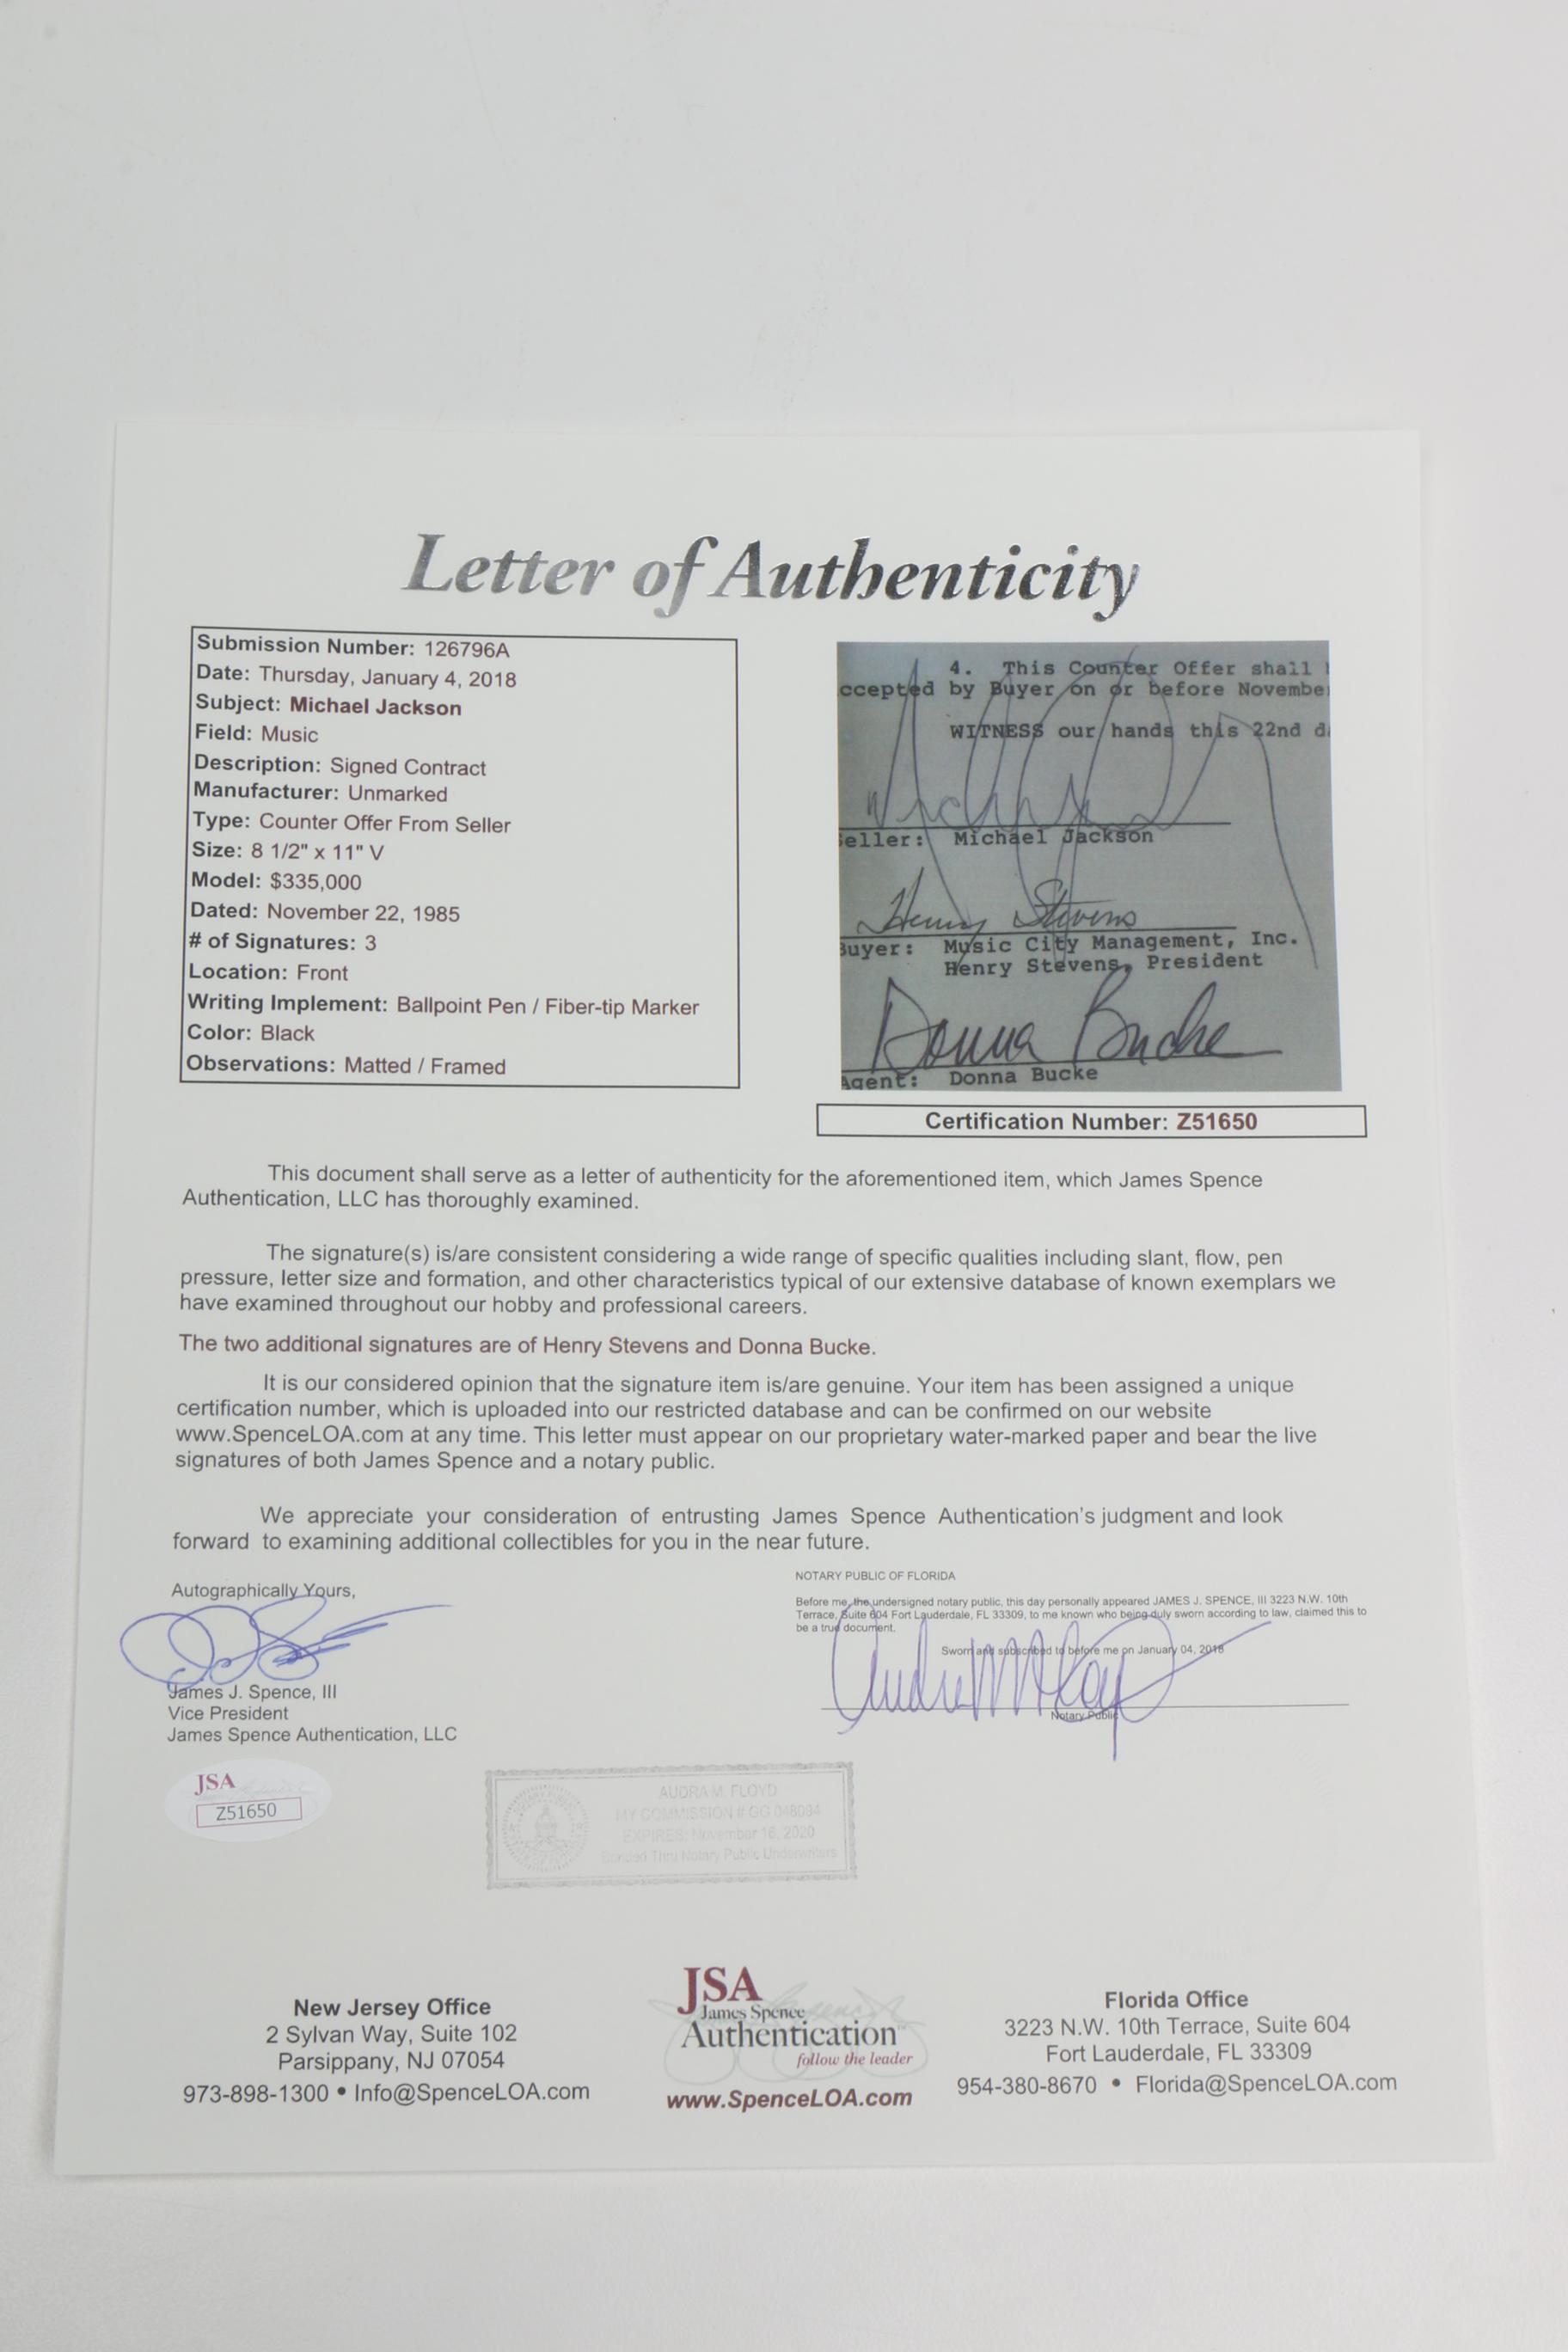 Letter of Authenticity
Submission Number: 126796A
Date: Thursday, January 4, 2018
Subject: Michael Jackson
Field: Music
Description: Signed Contract
Manufacturer: Unmarked
Type: Counter Offer From Seller
Size: 8 1/2" x 11" V
Model: $335,000
Dated: November 22, 1985
# of Signatures: 3
Location: Front
Writing Implement: Ballpoint Pen / Fiber-tip Marker
Color: Black
Observations: Matted / Framed
4. This Counter Offer shall
ccepted by Buyer on or before Novembe
WITNESS our hands this 22nd d
eller: Michael Jackson
Henry Stevens
Buyer: Music City Management, Inc.
Henry Stevens, President
Donna Bucke
Agent: Donna Bucke
Certification Number: Z51650
This document shall serve as a letter of authenticity for the aforementioned item, which James Spence
Authentication, LLC has thoroughly examined.
The signature(s) is/are consistent considering a wide range of specific qualities including slant, flow, pen
pressure, letter size and formation, and other characteristics typical of our extensive database of known exemplars we
have examined throughout our hobby and professional careers.
The two additional signatures are of Henry Stevens and Donna Bucke.
It is our considered opinion that the signature item is/are genuine. Your item has been assigned a unique
certification number, which is uploaded into our restricted database and can be confirmed on our website
www.SpenceLOA.com at any time. This letter must appear on our proprietary water-marked paper and bear the live
signatures of both James Spence and a notary public.
We appreciate your consideration of entrusting James Spence Authentication's judgment and look
forward to examining additional collectibles for you in the near future.
Autographically Yours,
James J. Spence, III
Vice President
James Spence Authentication, LLC
NOTARY PUBLIC OF FLORIDA
Before me, the undersigned notary public, this day personally appeared JAMES J. SPENCE, III 3223 N.W. 10th
Terrace, Suite 604 Fort Lauderdale, FL 33309, to me known who being duly sworn according to law, claimed this to
be a true document.
Sworn and subscribed to before me on January 04, 2018
Notary Public
JSA
Z51650
AUDRA M. FLOYD
MY COMMISSION # GG 048034
EXPIRES: November 16, 2020
Bonded Thru Notary Public Underwriters
New Jersey Office
2 Sylvan Way, Suite 102
Parsippany, NJ 07054
973-898-1300 • Info@SpenceLOA.com
JSA
James Spence
Authentication
follow the leader
www.SpenceLOA.com
Florida Office
3223 N.W. 10th Terrace, Suite 604
Fort Lauderdale, FL 33309
954-380-8670 • Florida@SpenceLOA.com